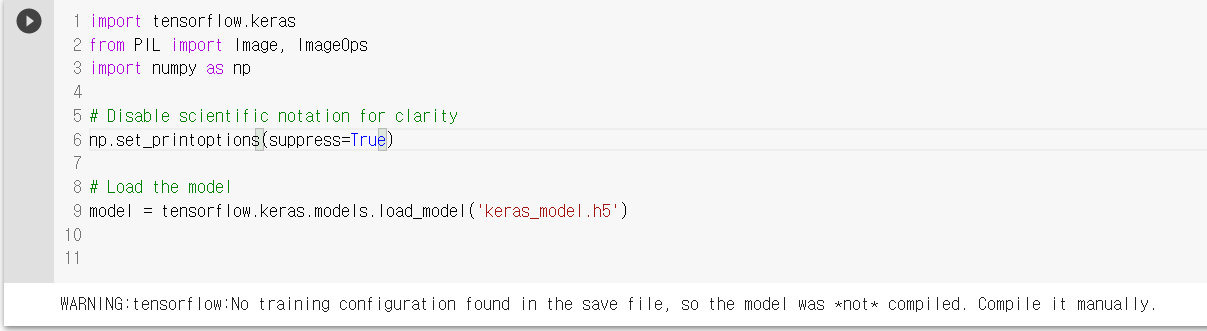 1 import tensorflow.keras
2 from PIL import Image, ImageOps
3 import numpy as np
4
5 # Disable scientific notation for clarity
6 np.set_printoptions(suppress=True)
7
8 # Load the model
9 model = tensorflow.keras.models.load_model('keras_model.h5')
10
11
WARNING:tensorflow:No training configuration found in the save file, so the model was *not* compiled. Compile it manually.